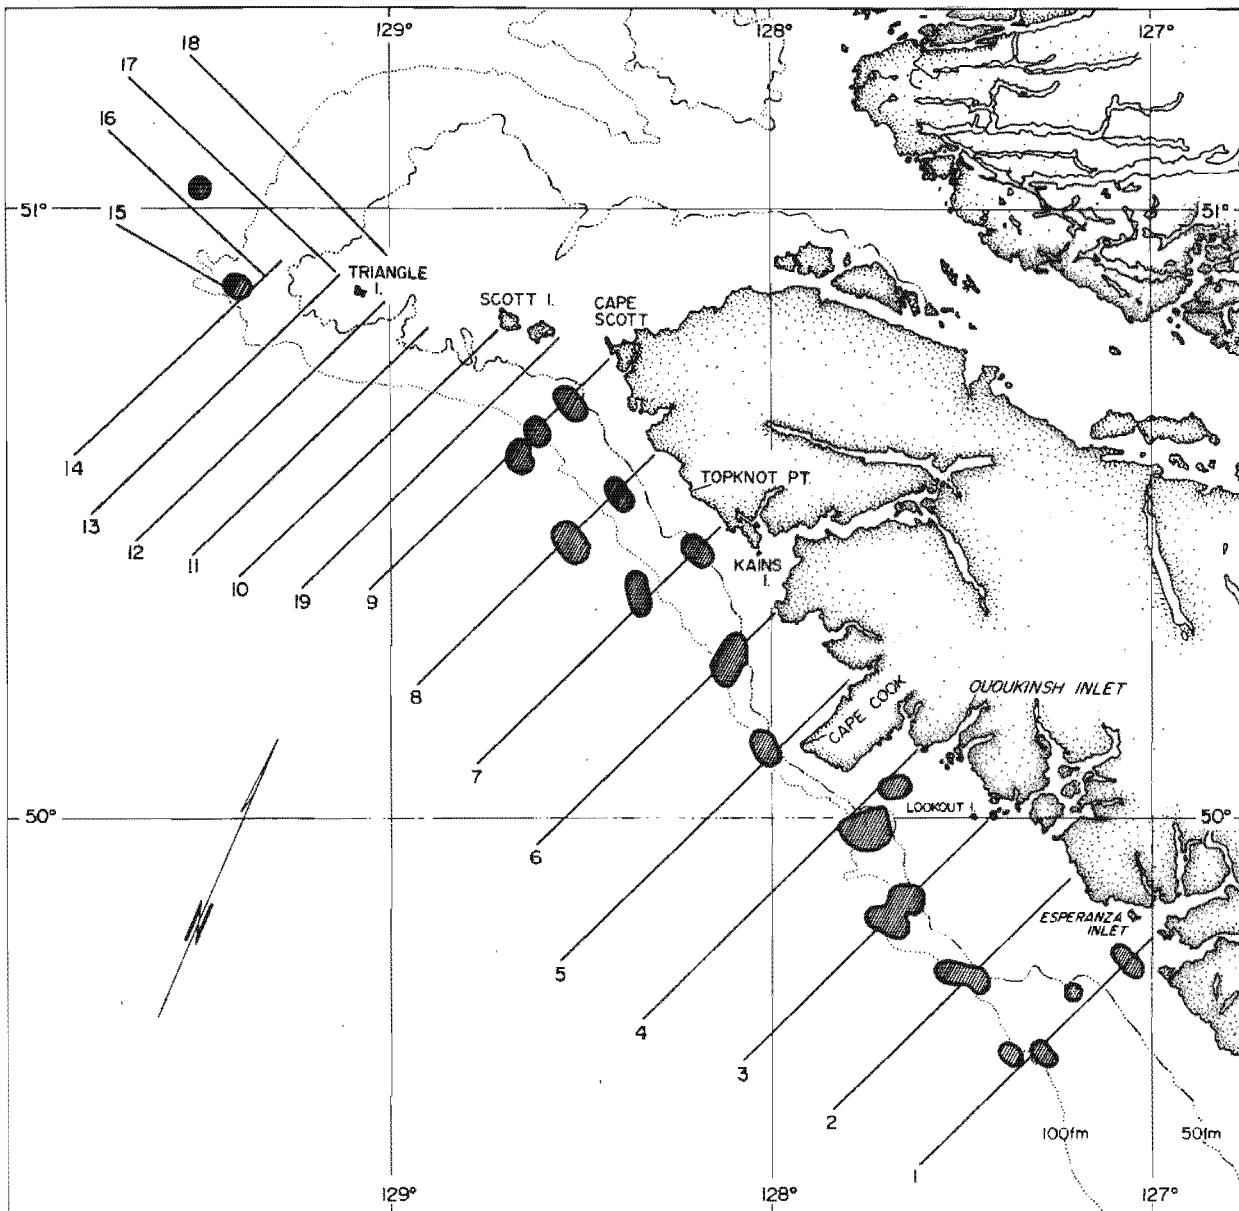 129° 128° 127°
18
17
16
15
51° 51°
TRIANGLE
I.
SCOTT I.
CAPE
SCOTT
TOPKNOT PT.
KAINS
I.
14
13
12
11
10
19
9
8
7
6
5
4
3
2
1
CAPE COOK
OUOUKINSH INLET
LOOKOUT I.
50° 50°
ESPERANZA
INLET
100fm 50fm
129° 128° 127°